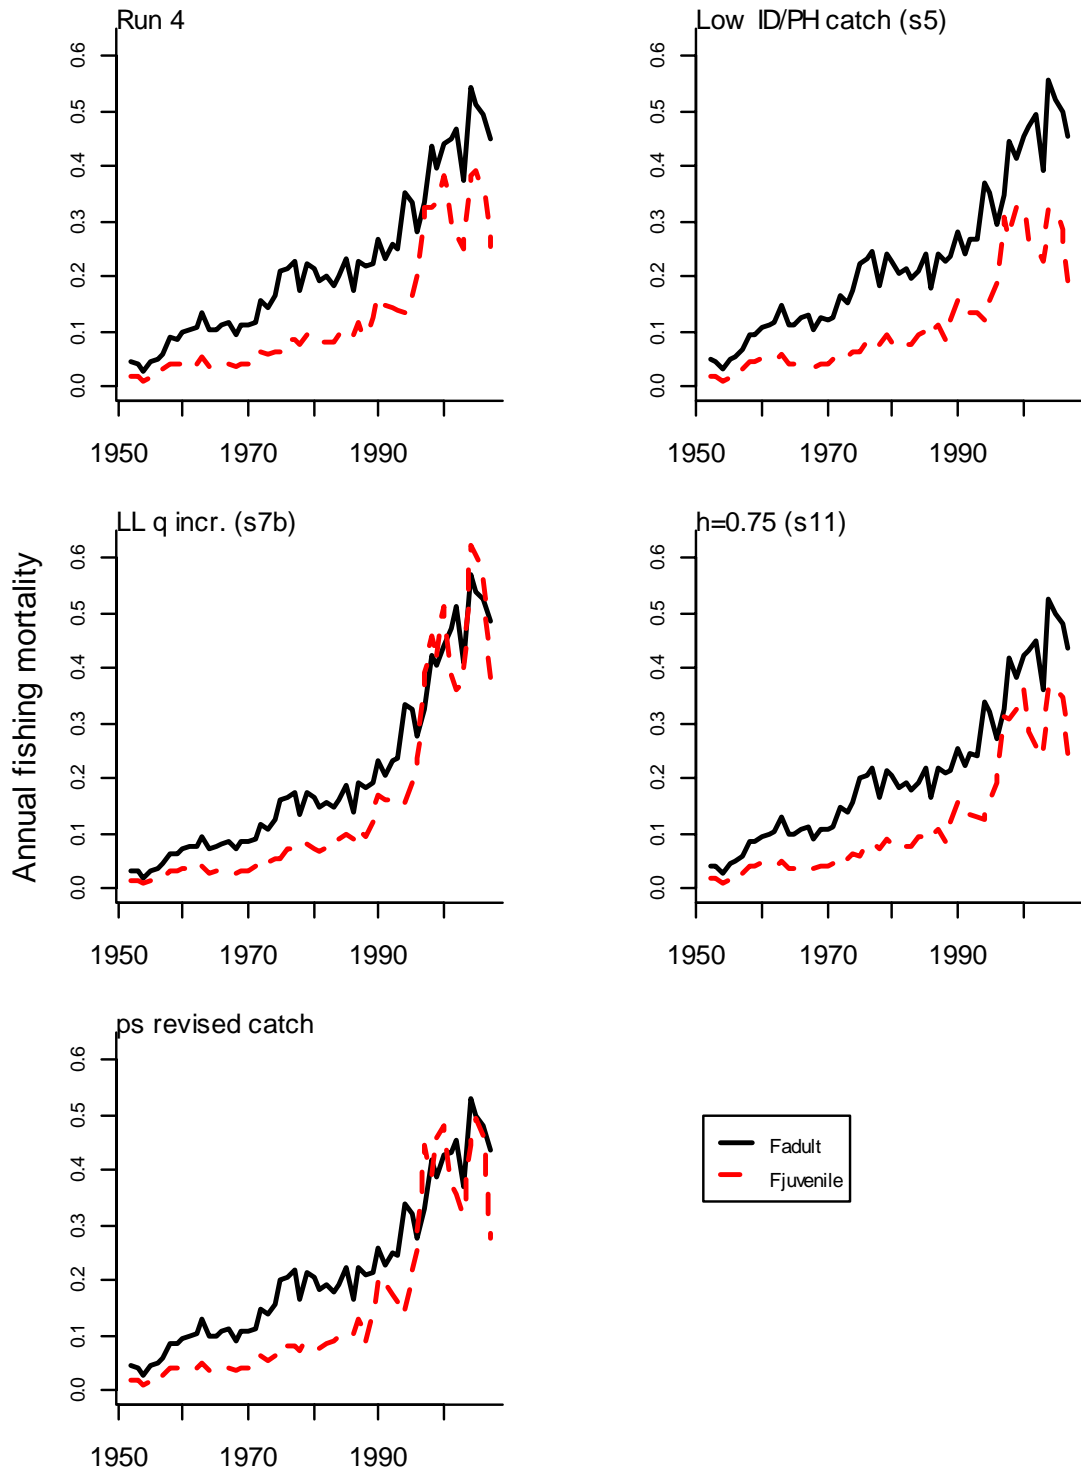 Run 4
0.0 0.1 0.2 0.3 0.4 0.5 0.6
1950 1970 1990
Low ID/PH catch (s5)
0.0 0.1 0.2 0.3 0.4 0.5 0.6
1950 1970 1990
Annual fishing mortality
LL q incr. (s7b)
0.0 0.1 0.2 0.3 0.4 0.5 0.6
1950 1970 1990
h=0.75 (s11)
0.0 0.1 0.2 0.3 0.4 0.5 0.6
1950 1970 1990
ps revised catch
0.0 0.1 0.2 0.3 0.4 0.5 0.6
1950 1970 1990
Fadult
Fjuvenile